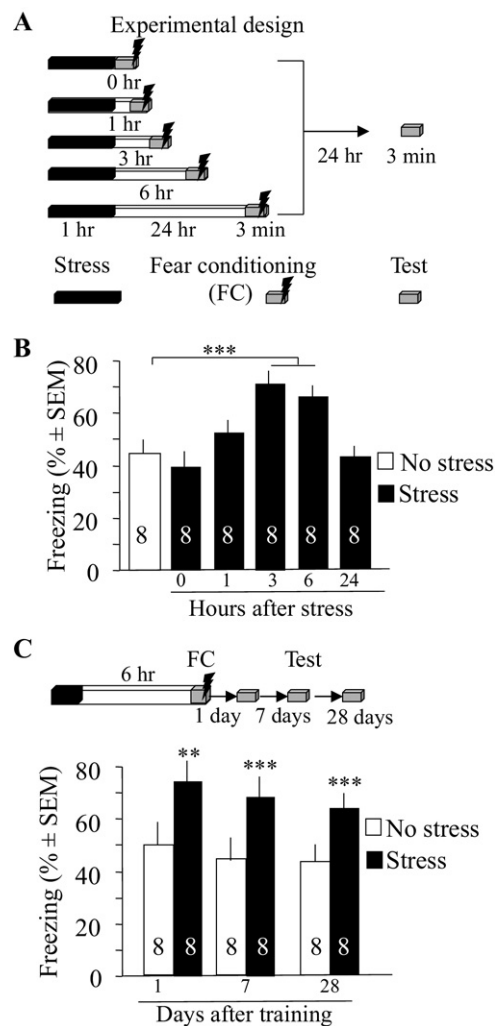 A
Experimental design
0 hr
1 hr
3 hr
6 hr
24 hr 3 min
1 hr 24 hr 3 min
Stress Fear conditioning Test
(FC)
B
***
80
60
40
20
0
Freezing (% ± SEM)
8 8 8 8 8 8
No stress
Stress
0 1 3 6 24
Hours after stress
C
FC Test
6 hr
1 day 7 days 28 days
80
60
40
20
0
Freezing (% ± SEM)
** *** ***
8 8 8 8 8 8
No stress
Stress
1 7 28
Days after training